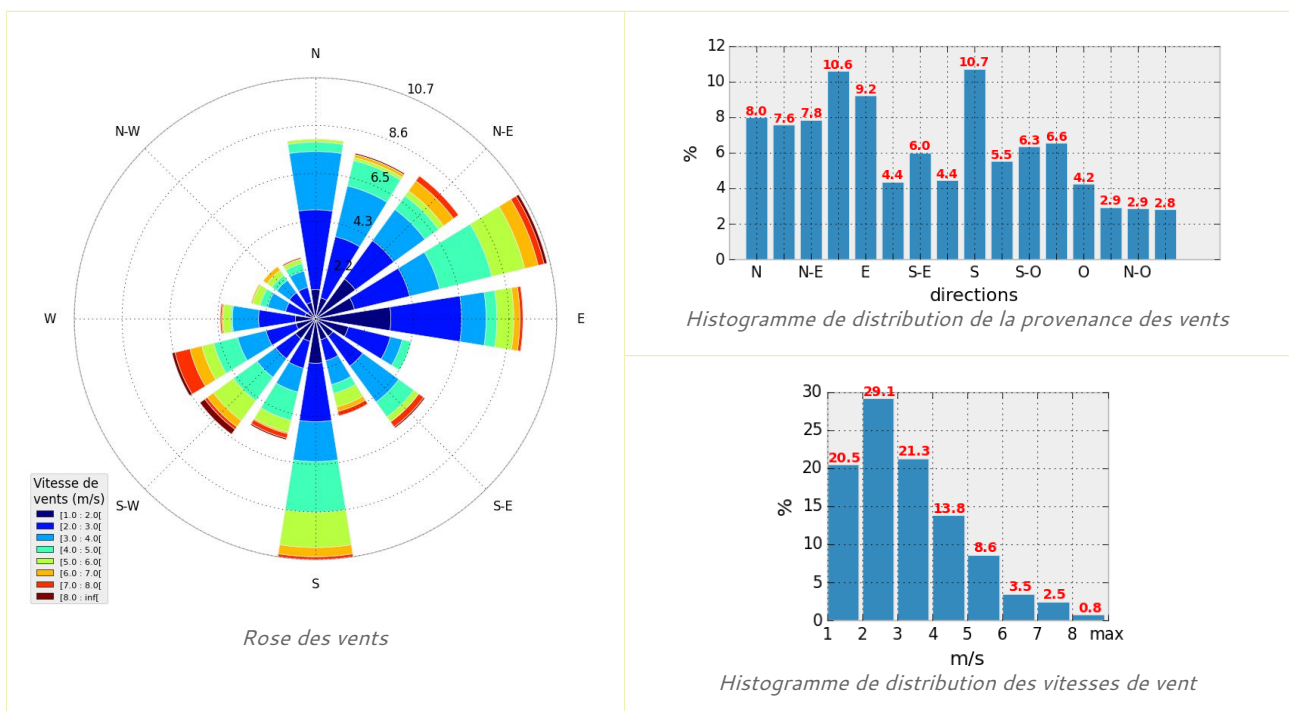 N
10.7
N-W
N-E
8.6
6.5
4.3
2.2
W
E
Vitesse de
vents (m/s)
[1.0 : 2.0[
[2.0 : 3.0[
[3.0 : 4.0[
[4.0 : 5.0[
[5.0 : 6.0[
[6.0 : 7.0[
[7.0 : 8.0[
[8.0 : inf[
S-W
S-E
S
Rose des vents
12
10
8
6
4
2
0
%
8.0 7.6 7.8 10.6 9.2 4.4 6.0 4.4 10.7 5.5 6.3 6.6 4.2 2.9 2.9 2.8
N N-E E S-E S S-O O N-O
directions
Histogramme de distribution de la provenance des vents
30
25
20
15
10
5
0
%
20.5 29.1 21.3 13.8 8.6 3.5 2.5 0.8
1 2 3 4 5 6 7 8 max
m/s
Histogramme de distribution des vitesses de vent